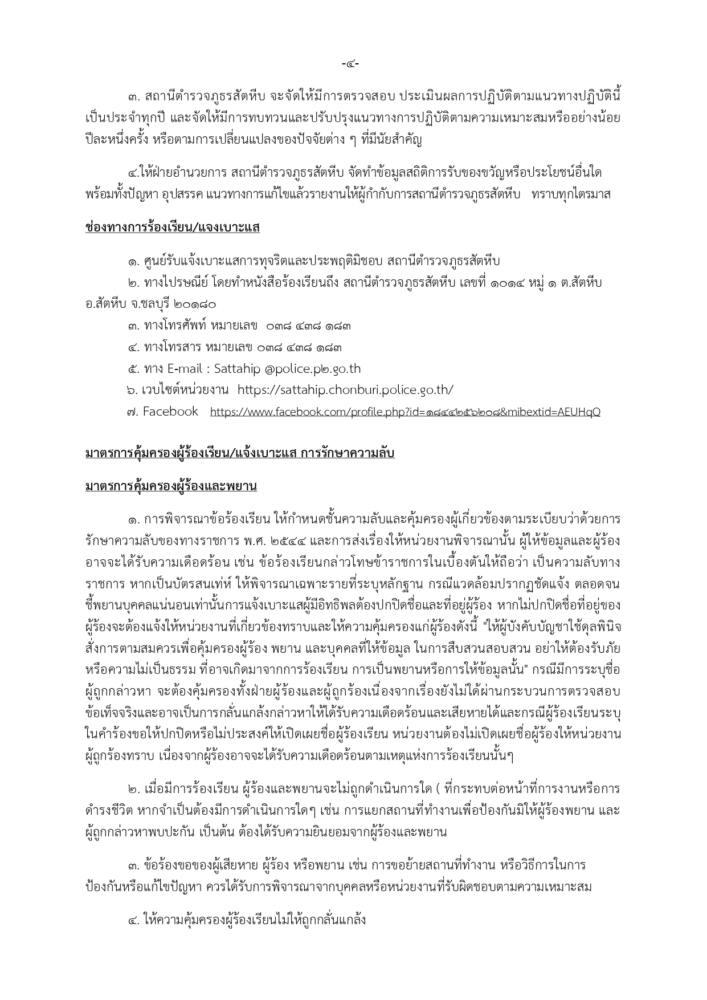 -๔-
๓. สถานีตำรวจภูธรสัตหีบ จะจัดให้มีการตรวจสอบ ประเมินผลการปฏิบัติตามแนวทางปฏิบัตินี้
เป็นประจำทุกปี และจัดให้มีการทบทวนและปรับปรุงแนวทางการปฏิบัติตามความเหมาะสมหรืออย่างน้อย
ปีละหนึ่งครั้ง หรือตามการเปลี่ยนแปลงของปัจจัยต่าง ๆ ที่มีนัยสำคัญ
๔.ให้ฝ่ายอำนวยการ สถานีตำรวจภูธรสัตหีบ จัดทำข้อมูลสถิติการรับของขวัญหรือประโยชน์อื่นใด
พร้อมทั้งปัญหา อุปสรรค แนวทางการแก้ไขแล้วรายงานให้ผู้กำกับการสถานีตำรวจภูธรสัตหีบ ทราบทุกไตรมาส
ช่องทางการร้องเรียน/แจงเบาะแส
๑. ศูนย์รับแจ้งเบาะแสการทุจริตและประพฤติมิชอบ สถานีตำรวจภูธรสัตหีบ
๒. ทางไปรษณีย์ โดยทำหนังสือร้องเรียนถึง สถานีตำรวจภูธรสัตหีบ เลขที่ ๑๐๑๔ หมู่ ๑ ต.สัตหีบ
อ.สัตหีบ จ.ชลบุรี ๒๐๑๘๐
๓. ทางโทรศัพท์ หมายเลข ๐๓๘ ๔๓๘ ๑๘๓
๔. ทางโทรสาร หมายเลข ๐๓๘ ๔๓๘ ๑๘๓
๕. ทาง E-mail : Sattahip @police.p๒.go.th
๖. เวบไซต์หน่วยงาน https://sattahip.chonburi.police.go.th/
๗. Facebook https://www.facebook.com/profile.php?id=๑๘๔๔๒๕๖๒๐๘&mibextid=AEUHqQ
มาตรการคุ้มครองผู้ร้องเรียน/แจ้งเบาะแส การรักษาความลับ
มาตรการคุ้มครองผู้ร้องและพยาน
๑. การพิจารณาข้อร้องเรียน ให้กำหนดชั้นความลับและคุ้มครองผู้เกี่ยวข้องตามระเบียบว่าด้วยการ
รักษาความลับของทางราชการ พ.ศ. ๒๕๔๔ และการส่งเรื่องให้หน่วยงานพิจารณานั้น ผู้ให้ข้อมูลและผู้ร้อง
อาจจะได้รับความเดือดร้อน เช่น ข้อร้องเรียนกล่าวโทษข้าราชการในเบื้องต้นให้ถือว่า เป็นความลับทาง
ราชการ หากเป็นบัตรสนเท่ห์ ให้พิจารณาเฉพาะรายที่ระบุหลักฐาน กรณีแวดล้อมปรากฏชัดแจ้ง ตลอดจน
ชี้พยานบุคคลแน่นอนเท่านั้นการแจ้งเบาะแสผู้มีอิทธิพลต้องปกปิดชื่อและที่อยู่ผู้ร้อง หากไม่ปกปิดชื่อที่อยู่ของ
ผู้ร้องจะต้องแจ้งให้หน่วยงานที่เกี่ยวข้องทราบและให้ความคุ้มครองแก่ผู้ร้องดังนี้ "ให้ผู้บังคับบัญชาใช้ดุลพินิจ
สั่งการตามสมควรเพื่อคุ้มครองผู้ร้อง พยาน และบุคคลที่ให้ข้อมูล ในการสืบสวนสอบสวน อย่าให้ต้องรับภัย
หรือความไม่เป็นธรรม ที่อาจเกิดมาจากการร้องเรียน การเป็นพยานหรือการให้ข้อมูลนั้น" กรณีมีการระบุชื่อ
ผู้ถูกกล่าวหา จะต้องคุ้มครองทั้งฝ่ายผู้ร้องและผู้ถูกร้องเนื่องจากเรื่องยังไม่ได้ผ่านกระบวนการตรวจสอบ
ข้อเท็จจริงและอาจเป็นการกลั่นแกล้งกล่าวหาให้ได้รับความเดือดร้อนและเสียหายได้และกรณีผู้ร้องเรียนระบุ
ในคำร้องขอให้ปกปิดหรือไม่ประสงค์ให้เปิดเผยชื่อผู้ร้องเรียน หน่วยงานต้องไม่เปิดเผยชื่อผู้ร้องให้หน่วยงาน
ผู้ถูกร้องทราบ เนื่องจากผู้ร้องอาจจะได้รับความเดือดร้อนตามเหตุแห่งการร้องเรียนนั้นๆ
๒. เมื่อมีการร้องเรียน ผู้ร้องและพยานจะไม่ถูกดำเนินการใด ( ที่กระทบต่อหน้าที่การงานหรือการ
ดำรงชีวิต หากจำเป็นต้องมีการดำเนินการใดๆ เช่น การแยกสถานที่ทำงานเพื่อป้องกันมิให้ผู้ร้องพยาน และ
ผู้ถูกกล่าวหาพบปะกัน เป็นต้น ต้องได้รับความยินยอมจากผู้ร้องและพยาน
๓. ข้อร้องขอของผู้เสียหาย ผู้ร้อง หรือพยาน เช่น การขอย้ายสถานที่ทำงาน หรือวิธีการในการ
ป้องกันหรือแก้ไขปัญหา ควรได้รับการพิจารณาจากบุคคลหรือหน่วยงานที่รับผิดชอบตามความเหมาะสม
๔. ให้ความคุ้มครองผู้ร้องเรียนไม่ให้ถูกกลั่นแกล้ง